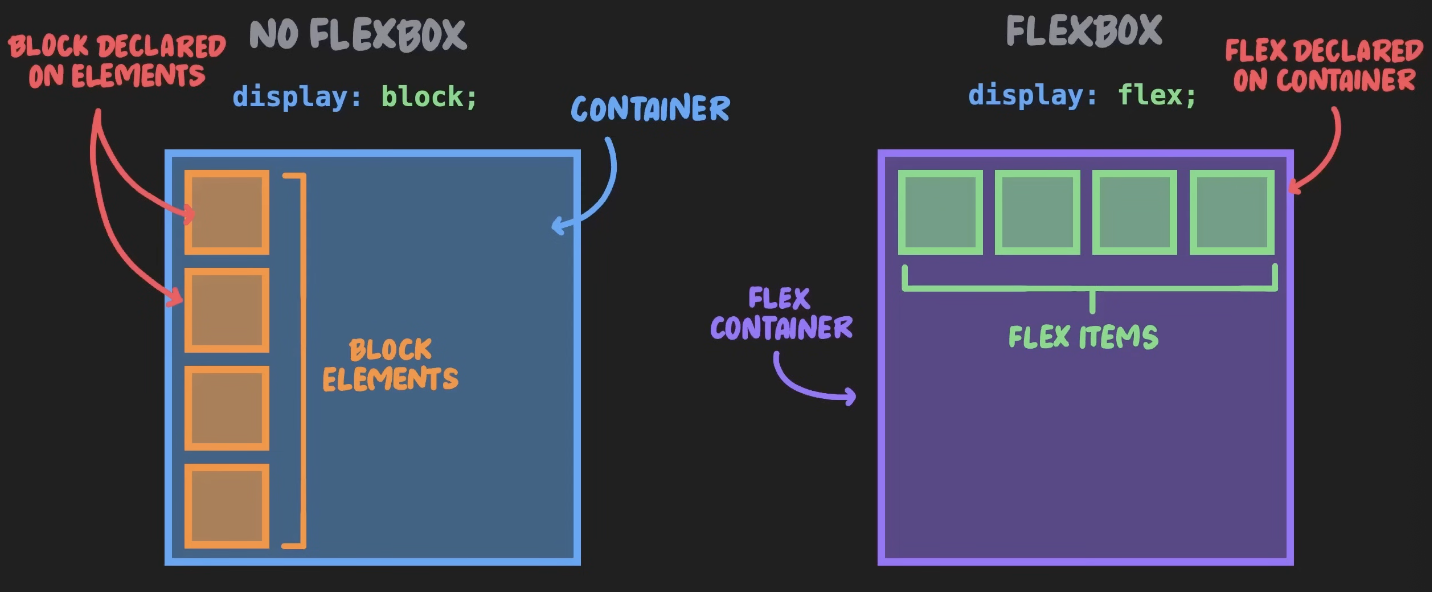 NO FLEXBOX
BLOCK DECLARED
ON ELEMENTS
display: block;
CONTAINER
BLOCK
ELEMENTS
FLEXBOX
FLEX DECLARED
ON CONTAINER
display: flex;
FLEX
CONTAINER
FLEX ITEMS